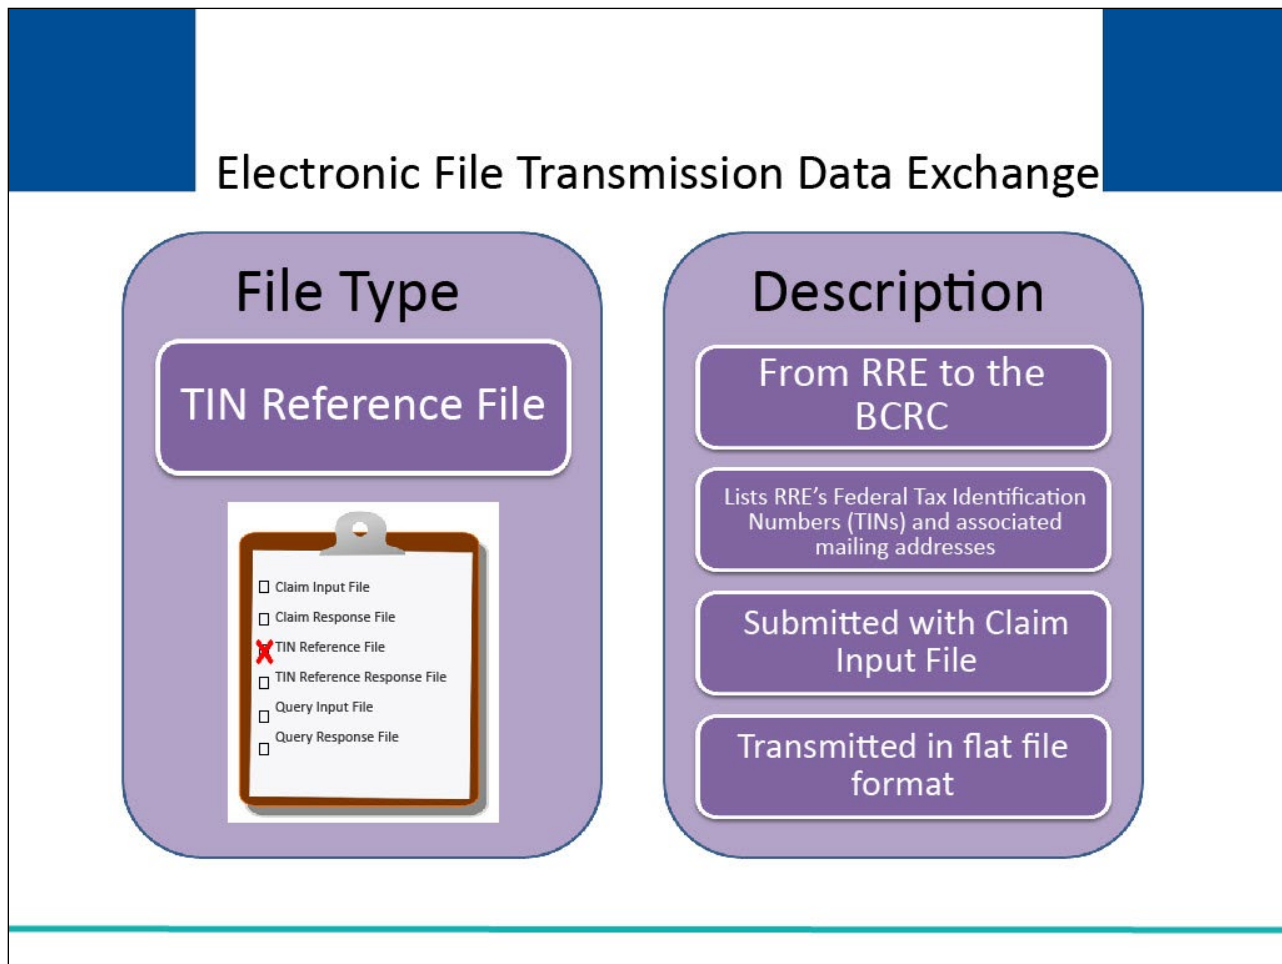 Electronic File Transmission Data Exchange
File Type
TIN Reference File
Claim Input File
Claim Response File
TIN Reference File
TIN Reference Response File
Query Input File
Query Response File
Description
From RRE to the
BCRC
Lists RRE’s Federal Tax Identification
Numbers (TINs) and associated
mailing addresses
Submitted with Claim
Input File
Transmitted in flat file
format